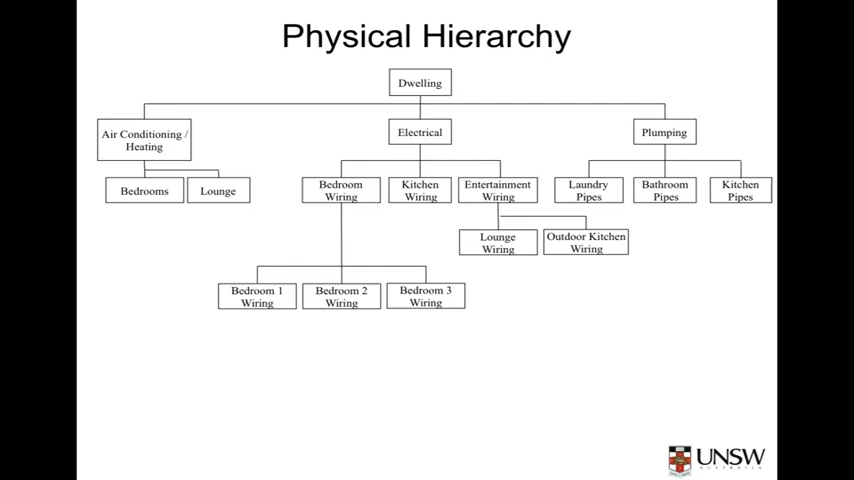 Physical Hierarchy
Dwelling
Air Conditioning /
Heating
Electrical
Plumping
Bedrooms
Lounge
Bedroom
Wiring
Kitchen
Wiring
Entertainment
Wiring
Laundry
Pipes
Bathroom
Pipes
Kitchen
Pipes
Lounge
Wiring
Outdoor Kitchen
Wiring
Bedroom 1
Wiring
Bedroom 2
Wiring
Bedroom 3
Wiring
UNSW
AUSTRALIA